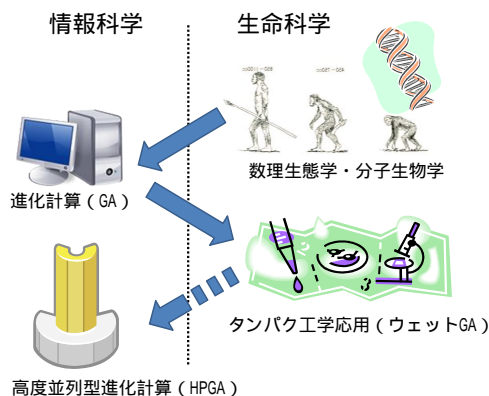 情報科学
生命科学
数理生態学・分子生物学
進化計算（GA）
2
3
タンパク工学応用（ウェットGA）
高度並列型進化計算（HPGA）